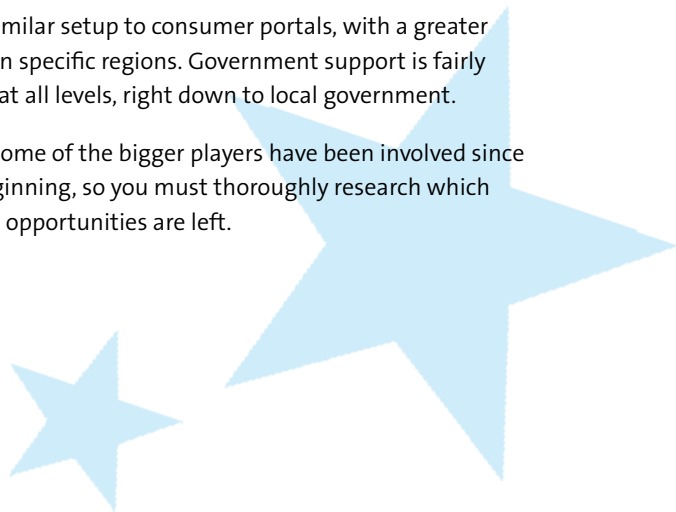 milar setup to consumer portals, with a greater
n specific regions. Government support is fairly
at all levels, right down to local government.
ome of the bigger players have been involved since
ginning, so you must thoroughly research which
opportunities are left.